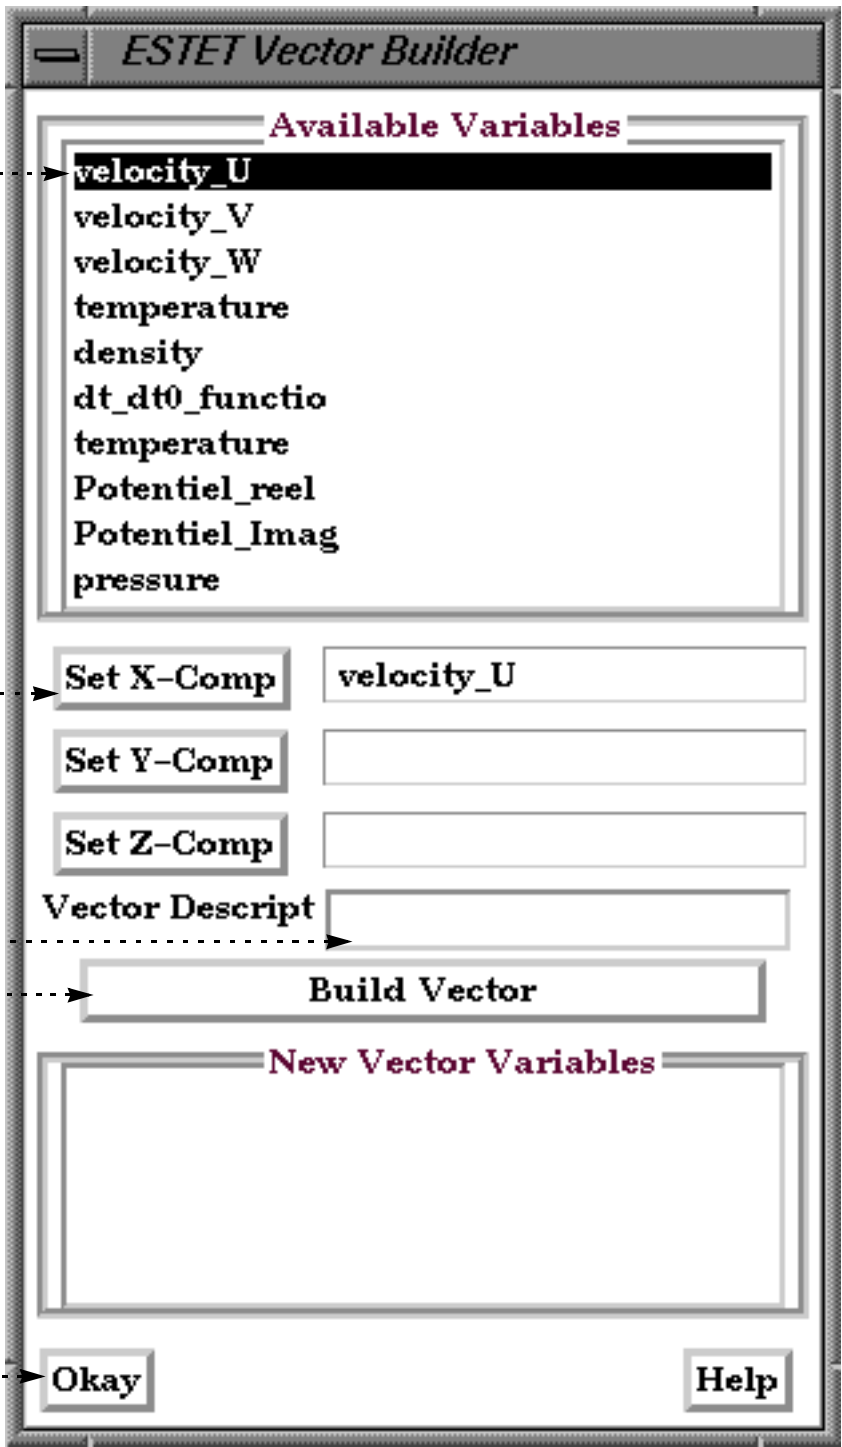 ESTET Vector Builder
Available Variables
velocity_U
velocity_V
velocity_W
temperature
density
dt_dt0_functio
temperature
Potentiel_reel
Potentiel_Imag
pressure
Set X-Comp velocity_U
Set Y-Comp
Set Z-Comp
Vector Descript
Build Vector
New Vector Variables
Okay Help